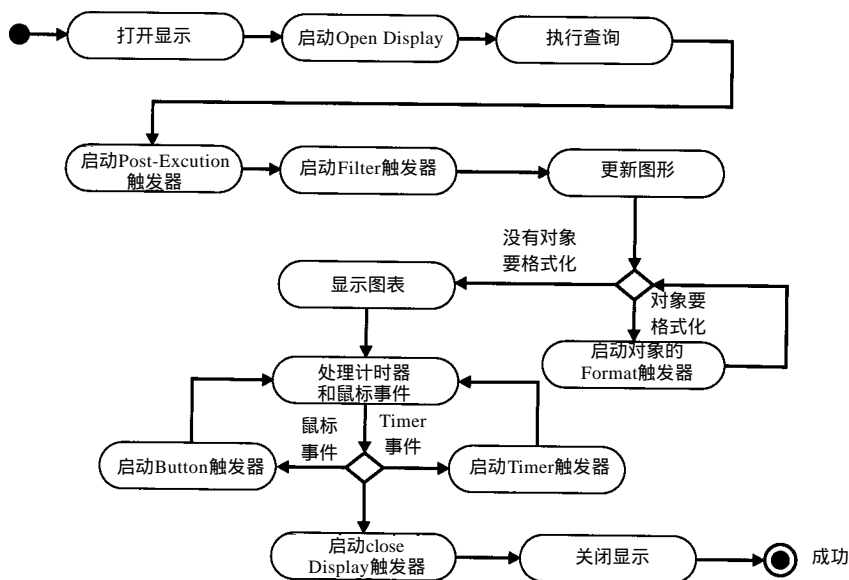 打开显示
启动Open Display
执行查询
启动Post-Excution
触发器
启动Filter触发器
更新图形
没有对象
要格式化
显示图表
对象要
格式化
启动对象的
Format触发器
处理计时器
和鼠标事件
鼠标
事件
Timer
事件
启动Button触发器
启动Timer触发器
启动close
Display触发器
关闭显示
成功